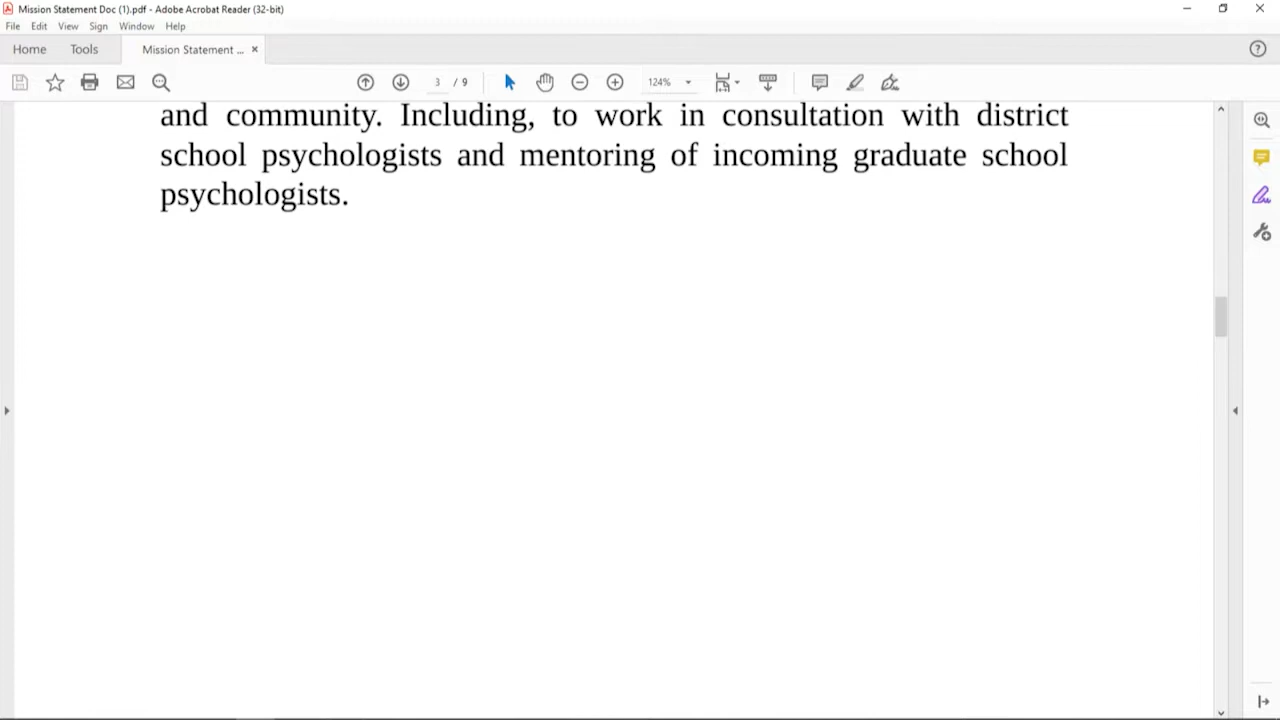 Mission Statement Doc (1).pdf - Adobe Acrobat Reader (32-bit)
File Edit View Sign Window Help
Home Tools Mission Statement ...
3 / 9 124%
and community. Including, to work in consultation with district
school psychologists and mentoring of incoming graduate school
psychologists.